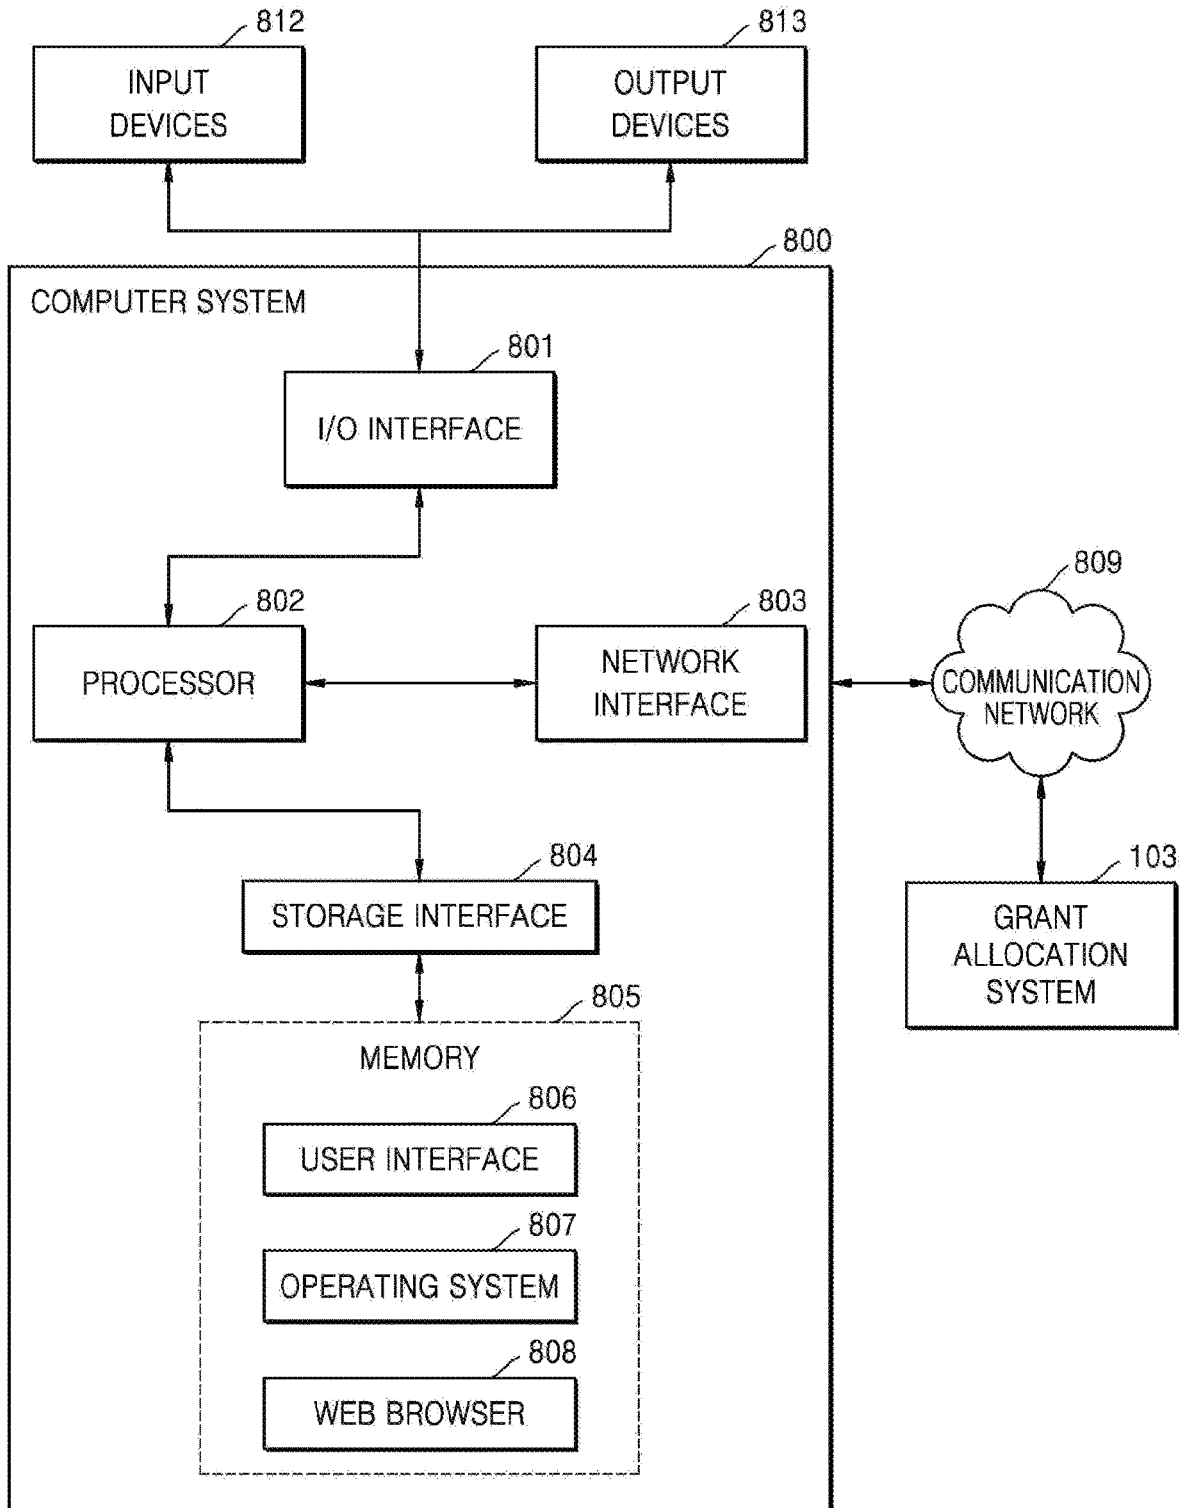 812
813
INPUT
DEVICES
OUTPUT
DEVICES
800
COMPUTER SYSTEM
801
I/O INTERFACE
802
803
809
PROCESSOR
NETWORK
INTERFACE
COMMUNICATION
NETWORK
804
103
STORAGE INTERFACE
GRANT
ALLOCATION
SYSTEM
805
MEMORY
806
USER INTERFACE
807
OPERATING SYSTEM
808
WEB BROWSER